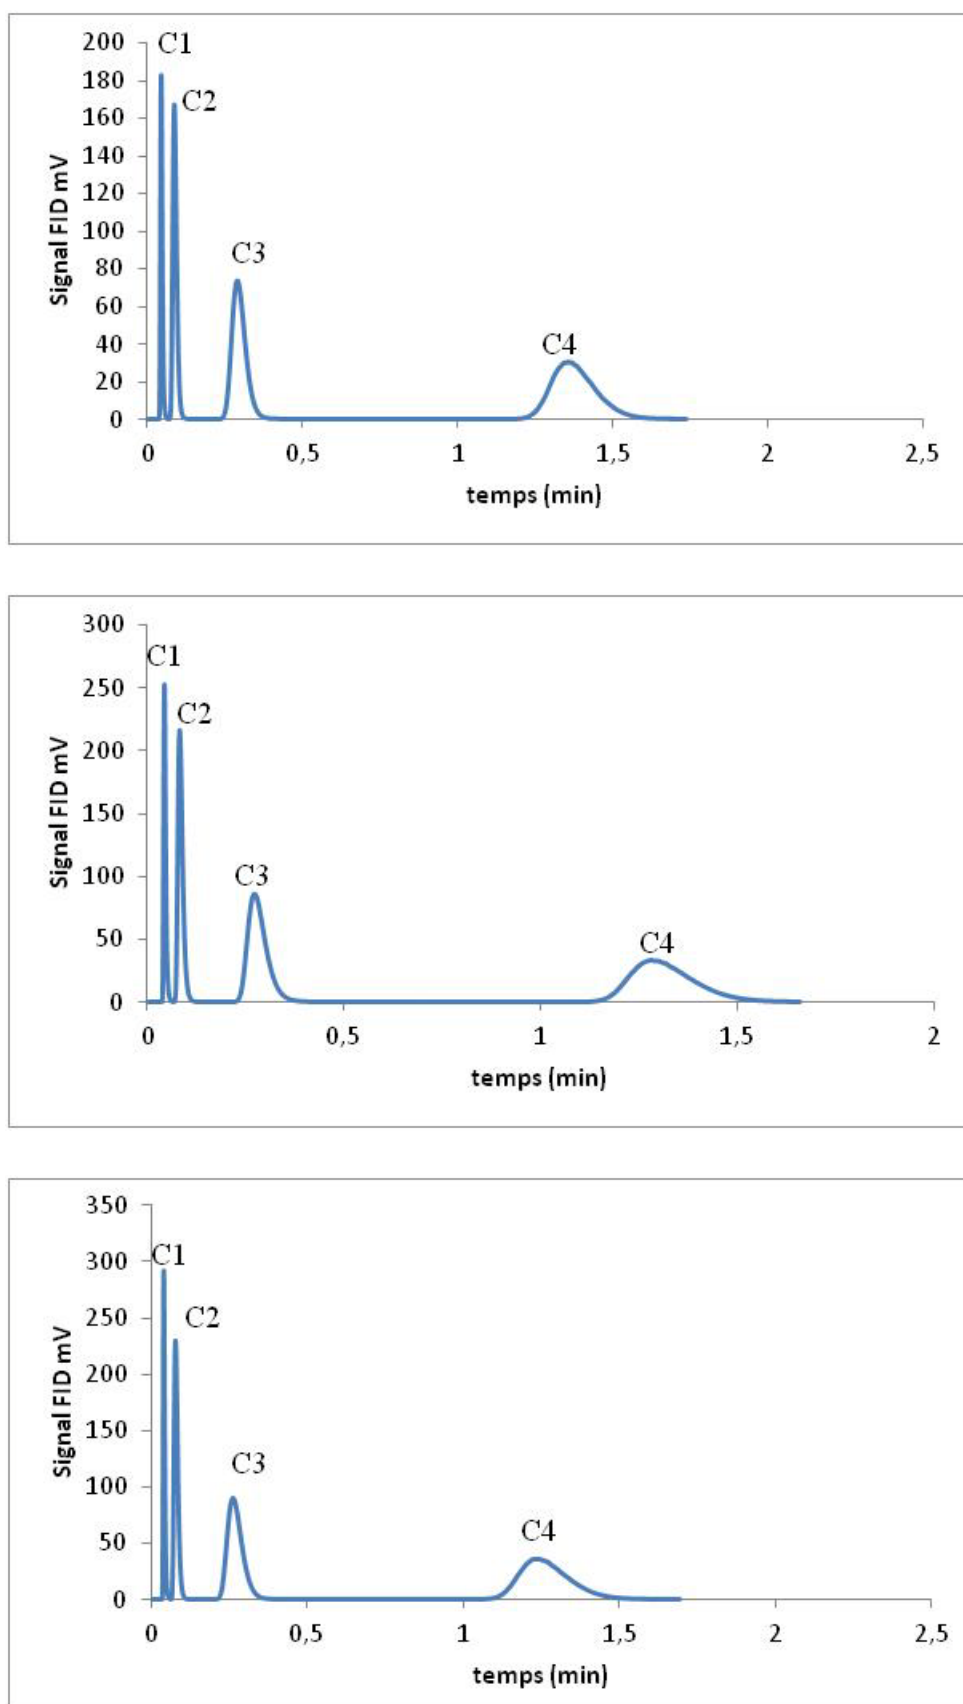 200
180
160
140
120
100
80
60
40
20
0
Signal FID mV
C1
C2
C3
C4
0 0,5 1 1,5 2 2,5
temps (min)
300
250
200
150
100
50
0
Signal FID mV
C1
C2
C3
C4
0 0,5 1 1,5 2
temps (min)
350
300
250
200
150
100
50
0
Signal FID mV
C1
C2
C3
C4
0 0,5 1 1,5 2 2,5
temps (min)